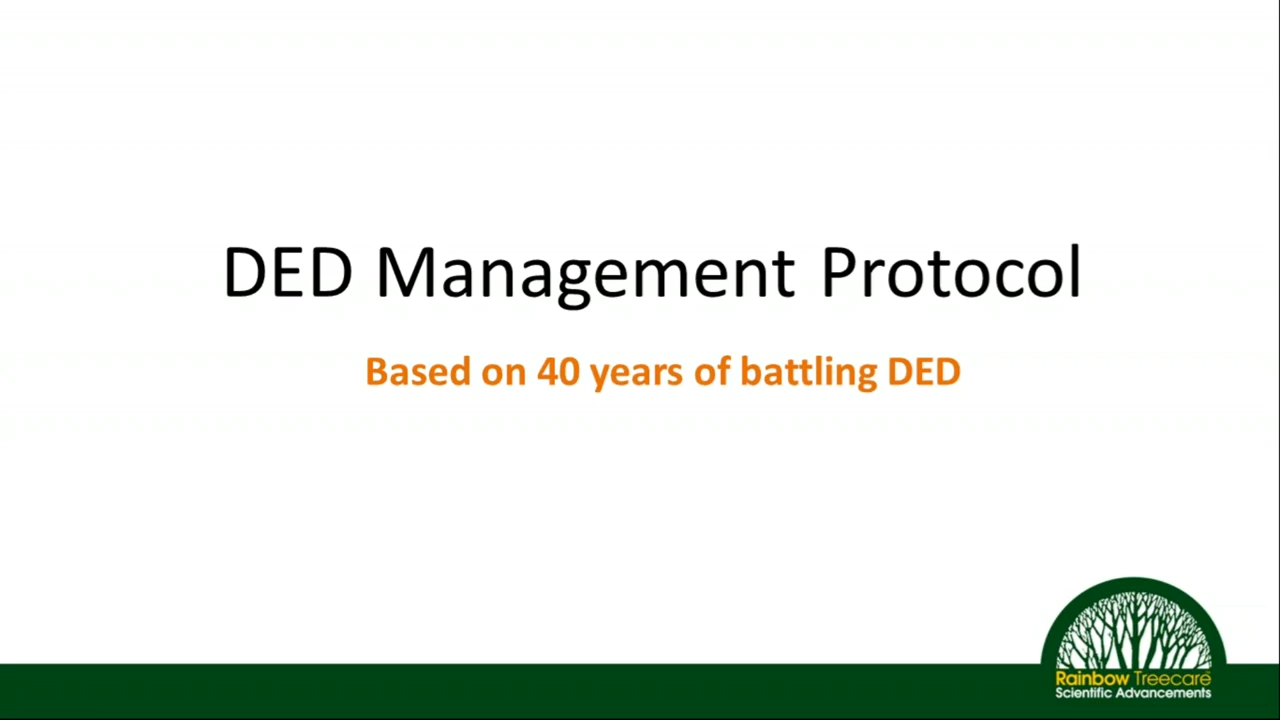 DED Management Protocol
Based on 40 years of battling DED
Rainbow Treecare
Scientific Advancements